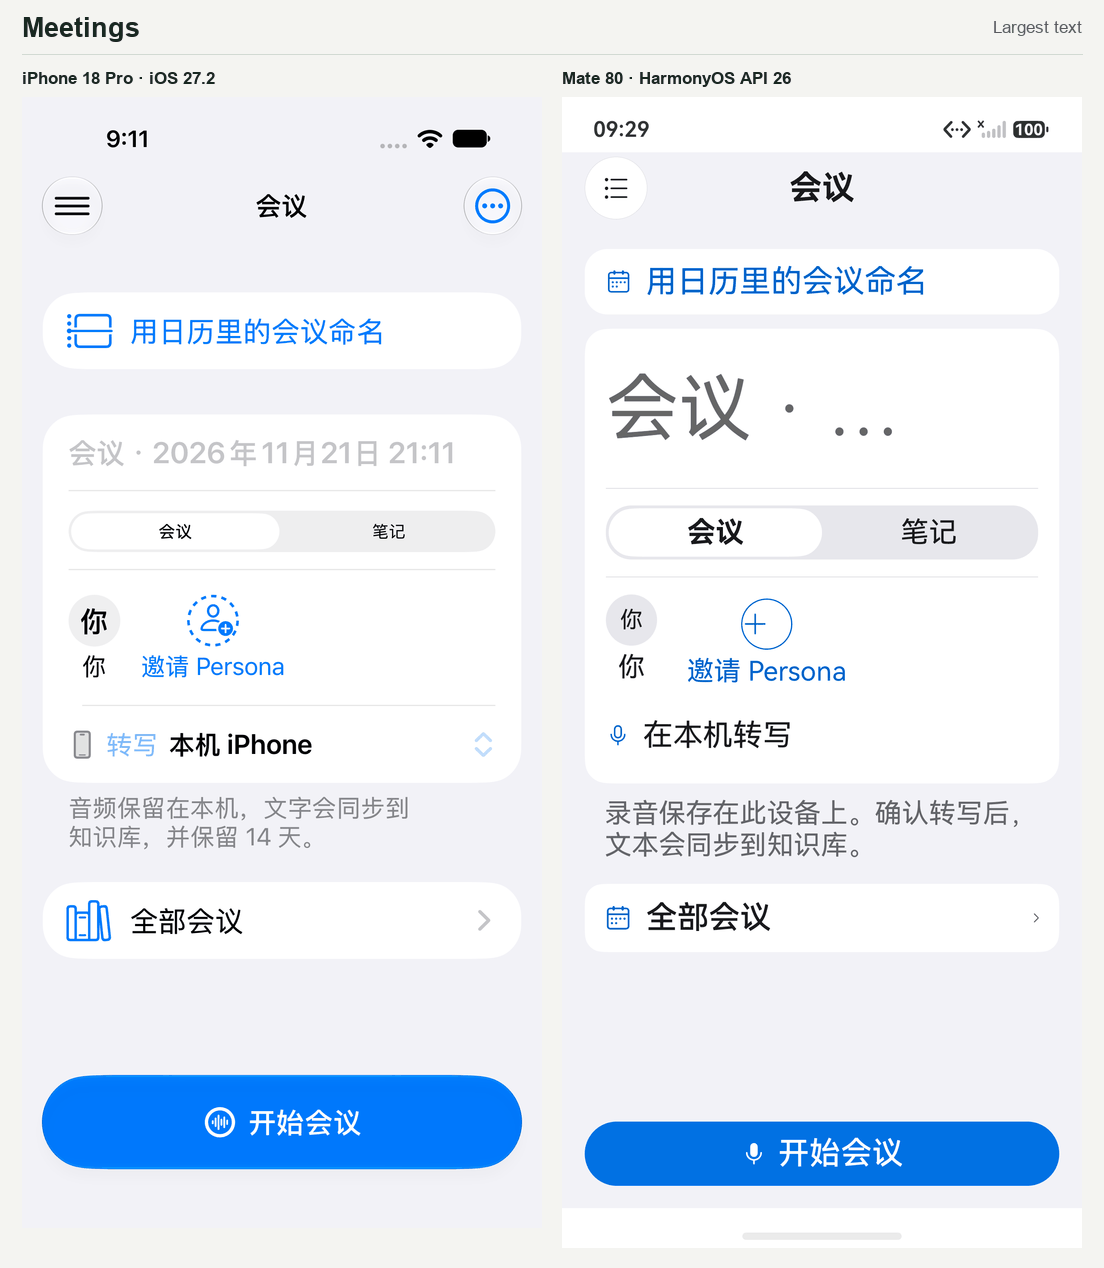 Meetings
Largest text
iPhone 18 Pro · iOS 27.2
9:11
会议
用日历里的会议命名
会议 · 2026年11月21日 21:11
会议
笔记
你
你
邀请 Persona
转写 本机 iPhone
音频保留在本机，文字会同步到
知识库，并保留 14 天。
全部会议
开始会议
Mate 80 · HarmonyOS API 26
09:29
100
会议
用日历里的会议命名
会议 · …
会议
笔记
你
你
邀请 Persona
在本机转写
录音保存在此设备上。确认转写后，
文本会同步到知识库。
全部会议
开始会议